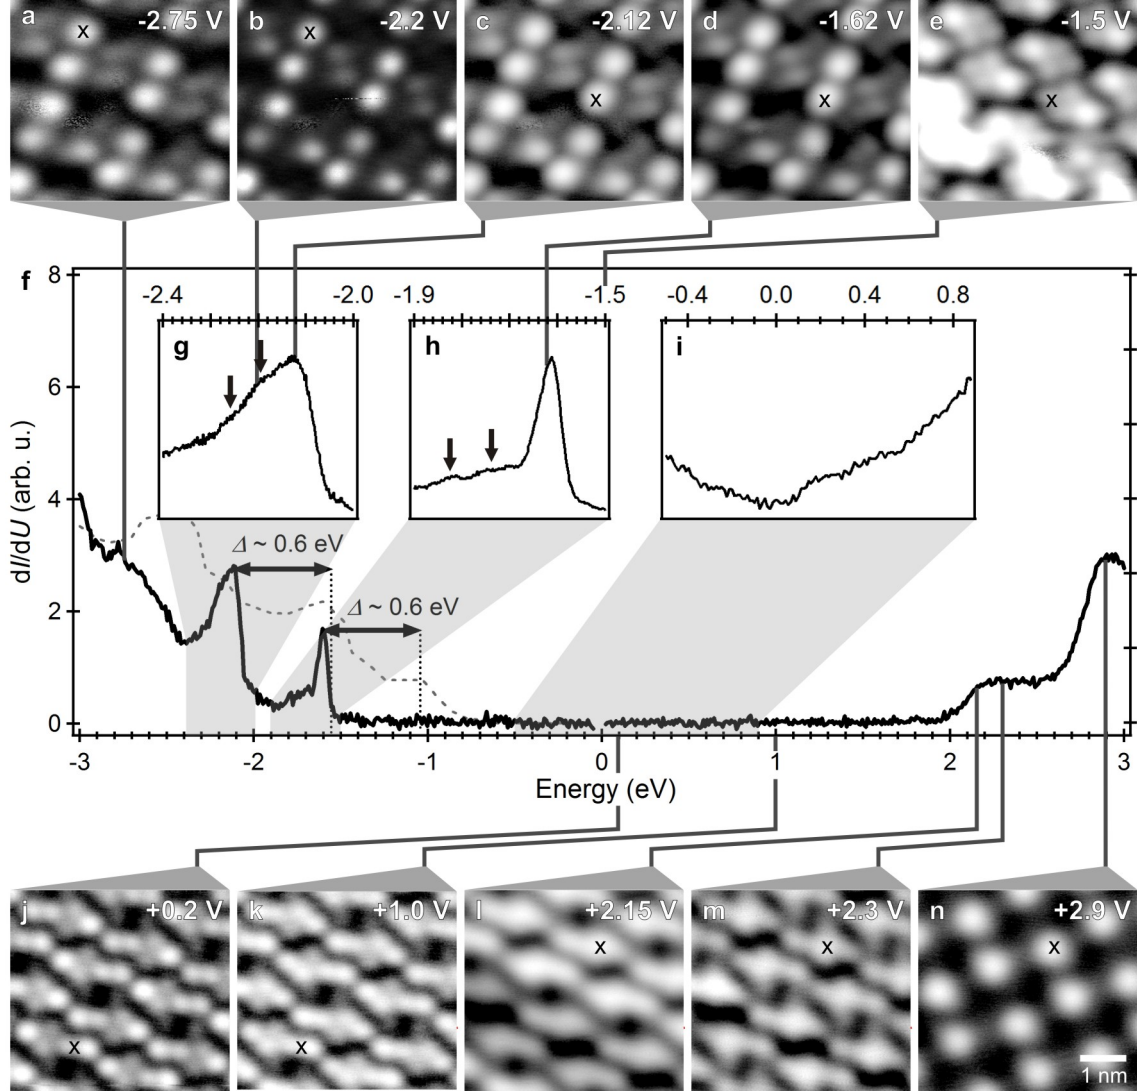 a -2.75 V b -2.2 V c -2.12 V d -1.62 V e -1.5 V
x x x x x
f 8
-2.4 -2.0 -1.9 -1.5 -0.4 0.0 0.4 0.8
g h i
6
dI/dU (arb. u.)
4
Δ ~ 0.6 eV
Δ ~ 0.6 eV
2
0
-3 -2 -1 0 1 2 3
Energy (eV)
j +0.2 V k +1.0 V l +2.15 V m +2.3 V n +2.9 V
x x x
x x
1 nm